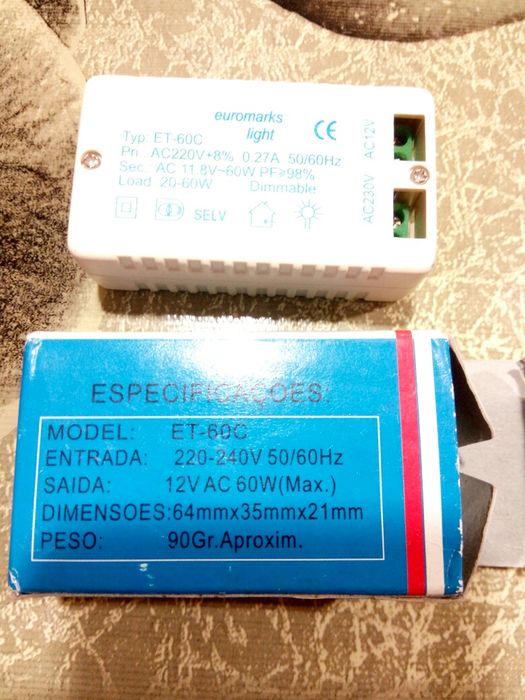 euromarks
light
Typ: ET-60C
Pri: AC220V+8% 0.27A 50/60Hz
Sec: AC 11.8V~60W PF≥98%
Load 20-60W Dimmable
SELV
AC230V AC12V
CE
ESPECIFICAÇOES:
MODEL: ET-60C
ENTRADA: 220-240V 50/60Hz
SAIDA: 12V AC 60W(Max.)
DIMENSOES:64mmx35mmx21mm
PESO: 90Gr.Aproxim.